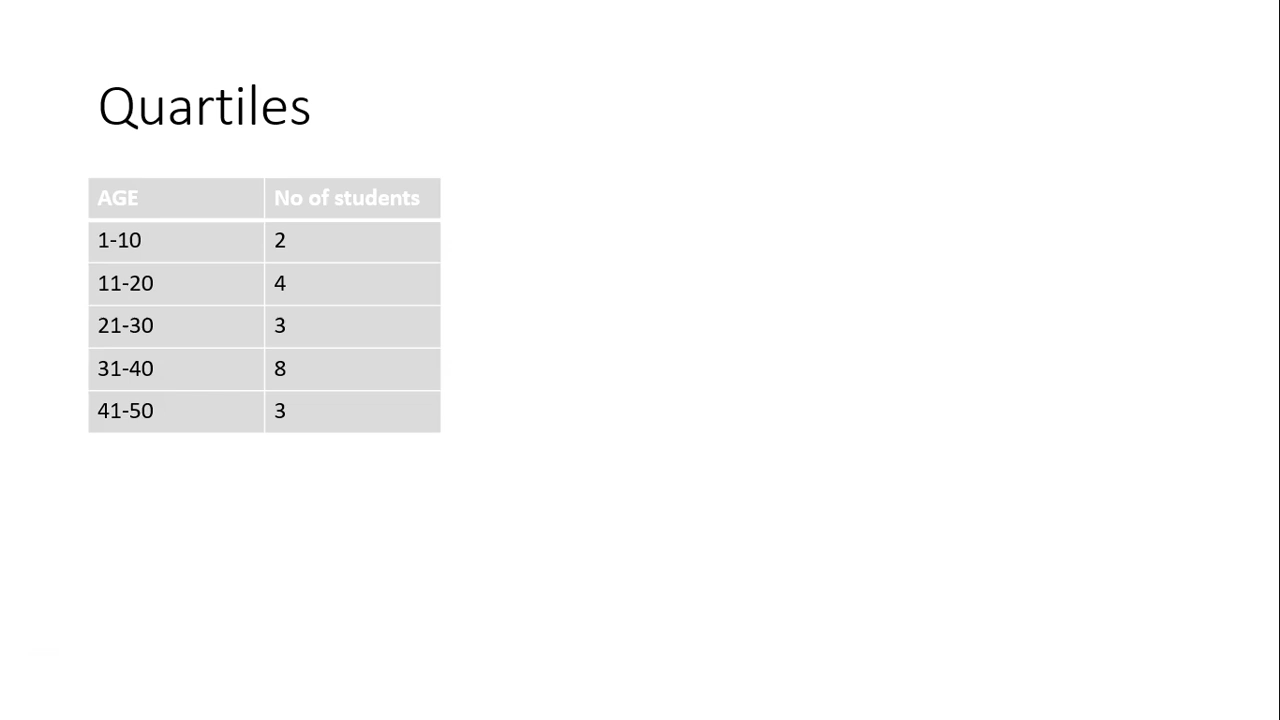 Quartiles
AGE No of students
1-10 2
11-20 4
21-30 3
31-40 8
41-50 3